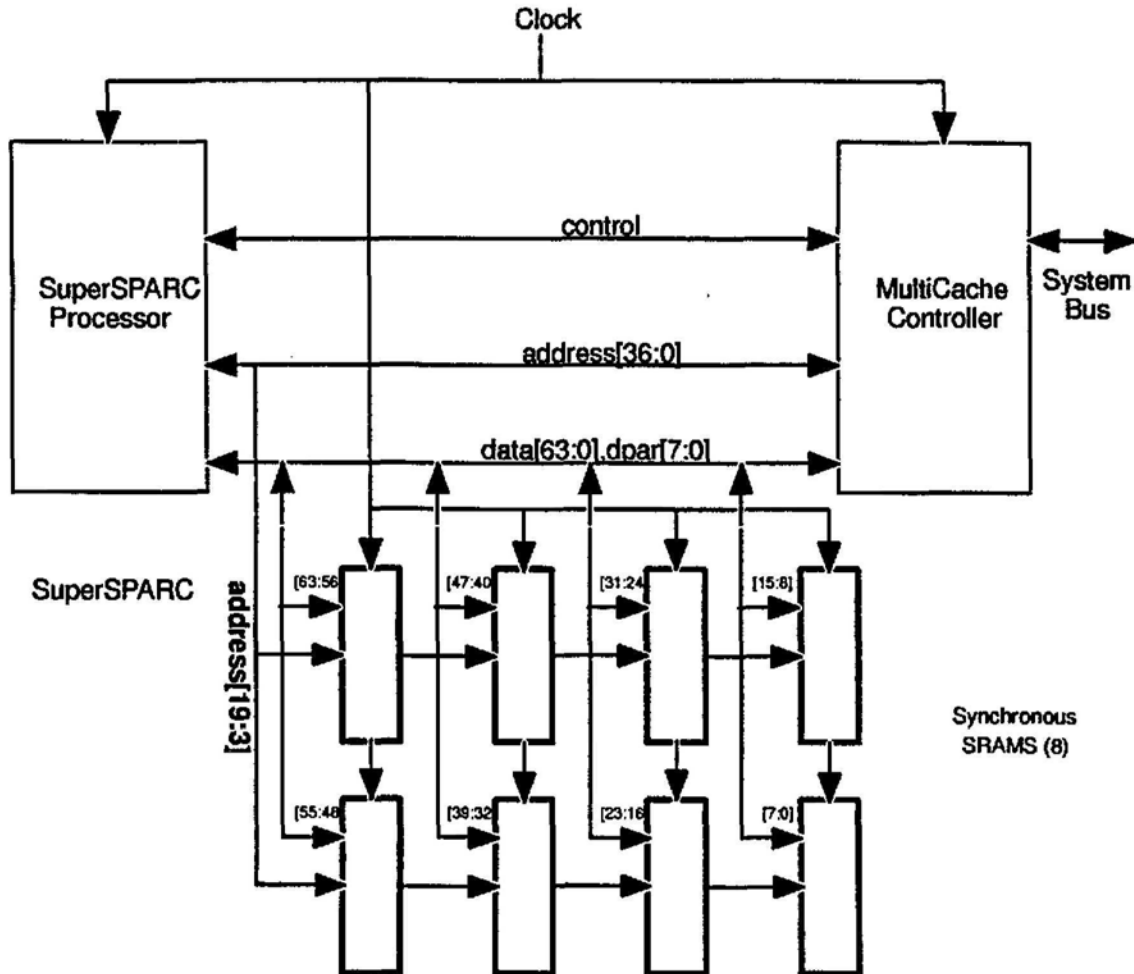 Clock
control
SuperSPARC
Processor
MultiCache
Controller
System
Bus
address[36:0]
data[63:0],dpar[7:0]
SuperSPARC
address[19:3]
[63:56]
[47:40]
[31:24]
[15:8]
Synchronous
SRAMS (8)
[55:48]
[39:32]
[23:16]
[7:0]